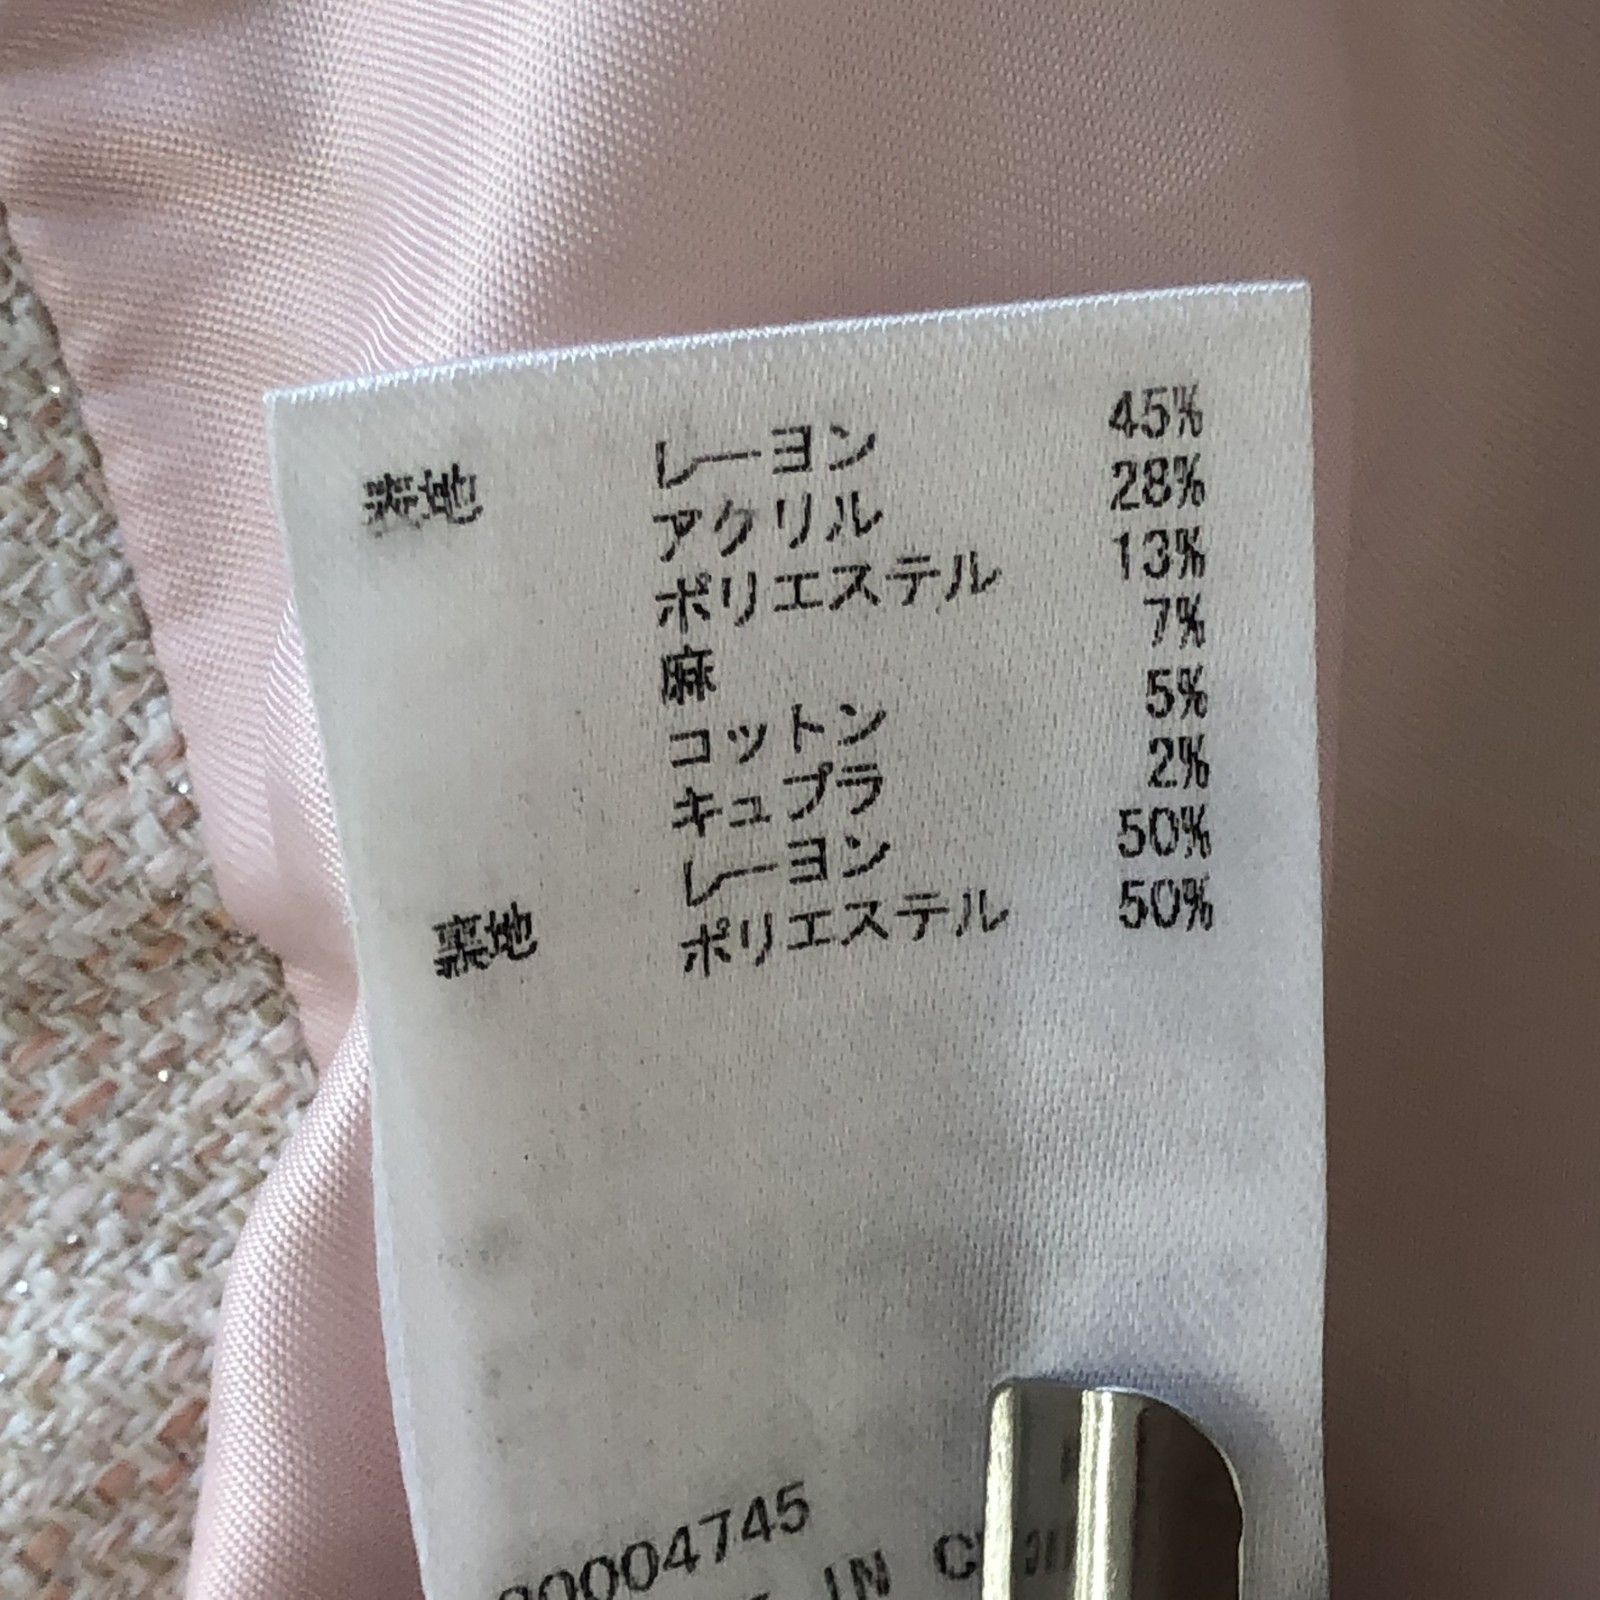 表地 レーヨン 45%
アクリル 28%
ポリエステル 13%
麻 7%
コットン 5%
キュプラ 2%
裏地 レーヨン 50%
ポリエステル 50%
0004745
IN